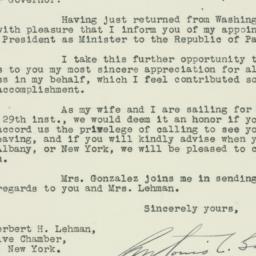 Governor:
Having just returned from Washing
with pleasure that I inform you of my appoin
President as Minister to the Republic of Pa
I take this further opportunity t
s to you my most sincere appreciation for al
ss in my behalf, which I feel contributed so
accomplishment.
As my wife and I are sailing for
29th inst., we would deem it an honor if yo
accord us the privelege of calling to see yo
eaving, and if you will kindly advise when y
Albany, or New York, we will be pleased to c
n.
Mrs. Gonzalez joins me in sending
regards to you and Mrs. Lehman.
Sincerely yours,
erbert H. Lehman,
ive Chamber,
New York.